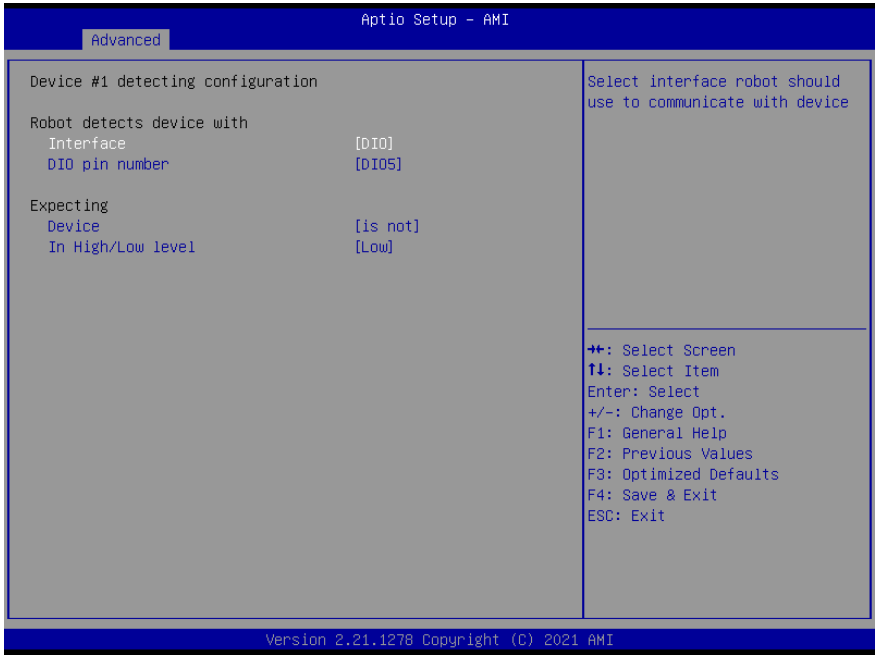 Aptio Setup – AMI
Advanced
Device #1 detecting configuration
Robot detects device with
Interface [DIO]
DIO pin number [DIO5]
Expecting
Device [is not]
In High/Low level [Low]
Select interface robot should
use to communicate with device
→←: Select Screen
↑↓: Select Item
Enter: Select
+/-: Change Opt.
F1: General Help
F2: Previous Values
F3: Optimized Defaults
F4: Save & Exit
ESC: Exit
Version 2.21.1278 Copyright (C) 2021 AMI